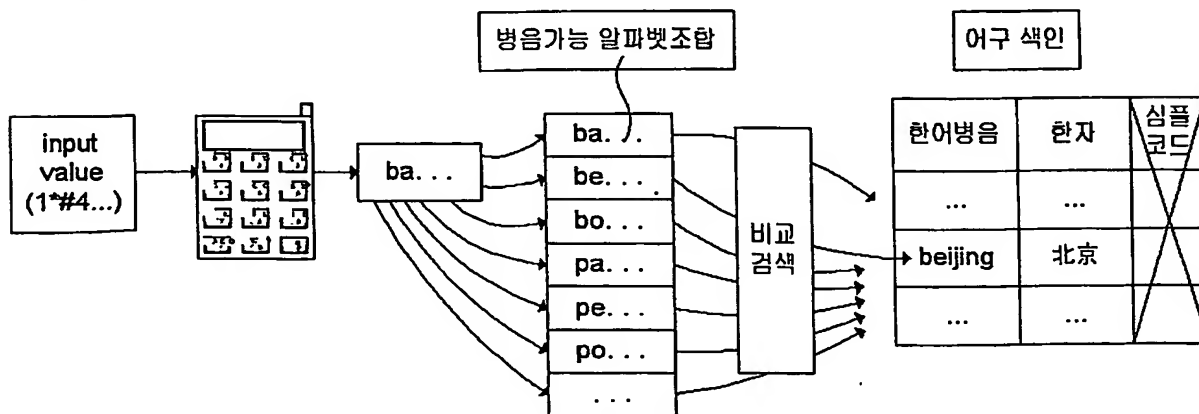 병음가능 알파벳조합
어구 색인
input
value
(1*#4...)
ba. . .
ba. . .
be. . .
bo. . .
pa. . .
pe. . .
po. . .
. . .
비교
검색
한어병음 한자 심플
코드
... ...
beijing 北京
... ...